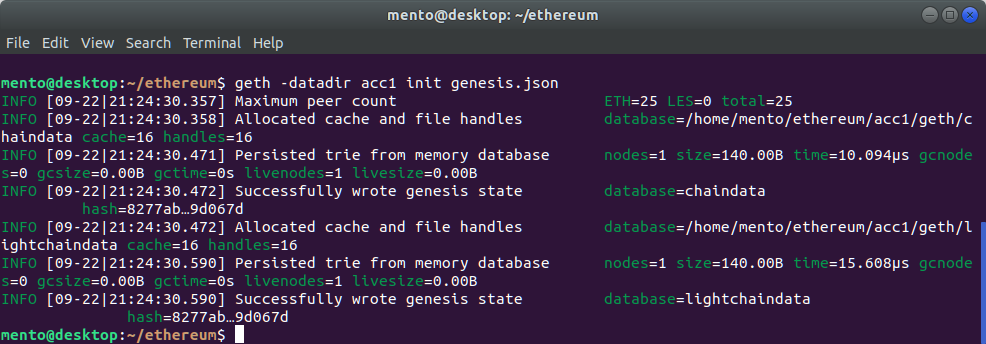 mento@desktop: ~/ethereum
File Edit View Search Terminal Help
mento@desktop:~/ethereum$ geth -datadir acc1 init genesis.json
INFO [09-22|21:24:30.357] Maximum peer count                       ETH=25 LES=0 total=25
INFO [09-22|21:24:30.358] Allocated cache and file handles         database=/home/mento/ethereum/acc1/geth/c
haindata cache=16 handles=16
INFO [09-22|21:24:30.471] Persisted trie from memory database      nodes=1 size=140.00B time=10.094µs gcnode
s=0 gcsize=0.00B gctime=0s livenodes=1 livesize=0.00B
INFO [09-22|21:24:30.472] Successfully wrote genesis state         database=chaindata
         hash=8277ab…9d067d
INFO [09-22|21:24:30.472] Allocated cache and file handles         database=/home/mento/ethereum/acc1/geth/l
ightchaindata cache=16 handles=16
INFO [09-22|21:24:30.590] Persisted trie from memory database      nodes=1 size=140.00B time=15.608µs gcnode
s=0 gcsize=0.00B gctime=0s livenodes=1 livesize=0.00B
INFO [09-22|21:24:30.590] Successfully wrote genesis state         database=lightchaindata
              hash=8277ab…9d067d
mento@desktop:~/ethereum$